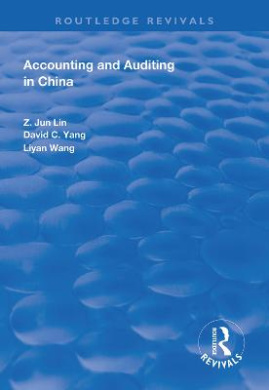 ROUTLEDGE REVIVALS
Accounting and Auditing
in China
Z. Jun Lin
David C. Yang
Liyan Wang
ROUTLEDGE
REVIVALS